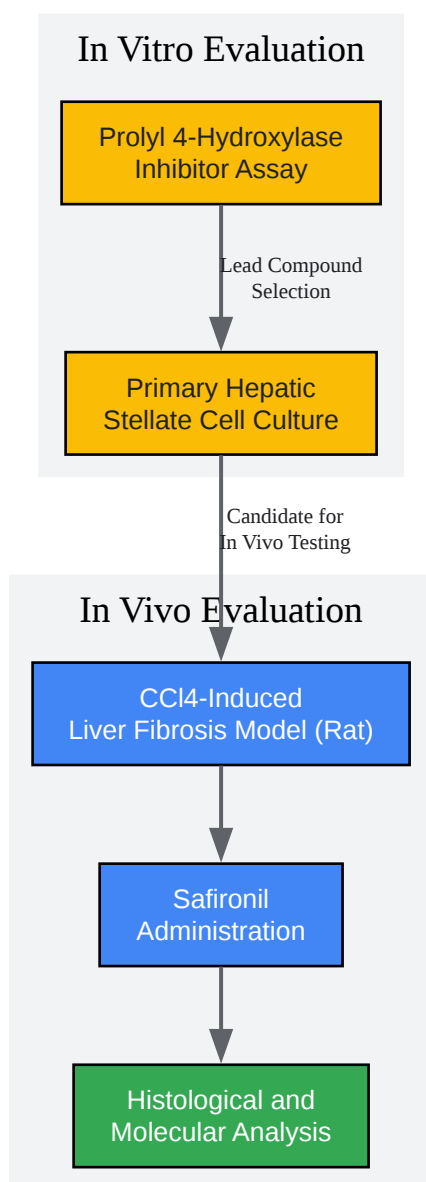 In Vitro Evaluation
Prolyl 4-Hydroxylase
Inhibitor Assay
Lead Compound
Selection
Primary Hepatic
Stellate Cell Culture
Candidate for
In Vivo Testing
In Vivo Evaluation
CCl4-Induced
Liver Fibrosis Model (Rat)
Safironil
Administration
Histological and
Molecular Analysis